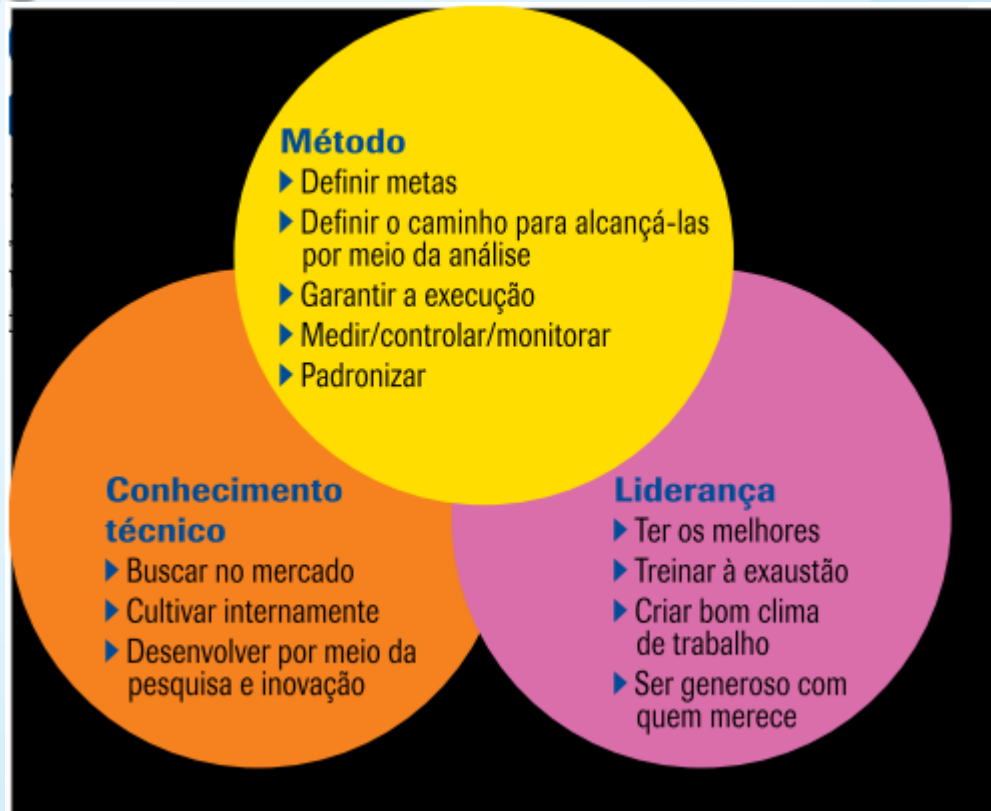 Método
Definir metas
Definir o caminho para alcançá-las
por meio da análise
Garantir a execução
Medir/controlar/monitorar
Padronizar
Conhecimento
técnico
Buscar no mercado
Cultivar internamente
Desenvolver por meio da
pesquisa e inovação
Liderança
Ter os melhores
Treinar à exaustão
Criar bom clima
de trabalho
Ser generoso com
quem merece